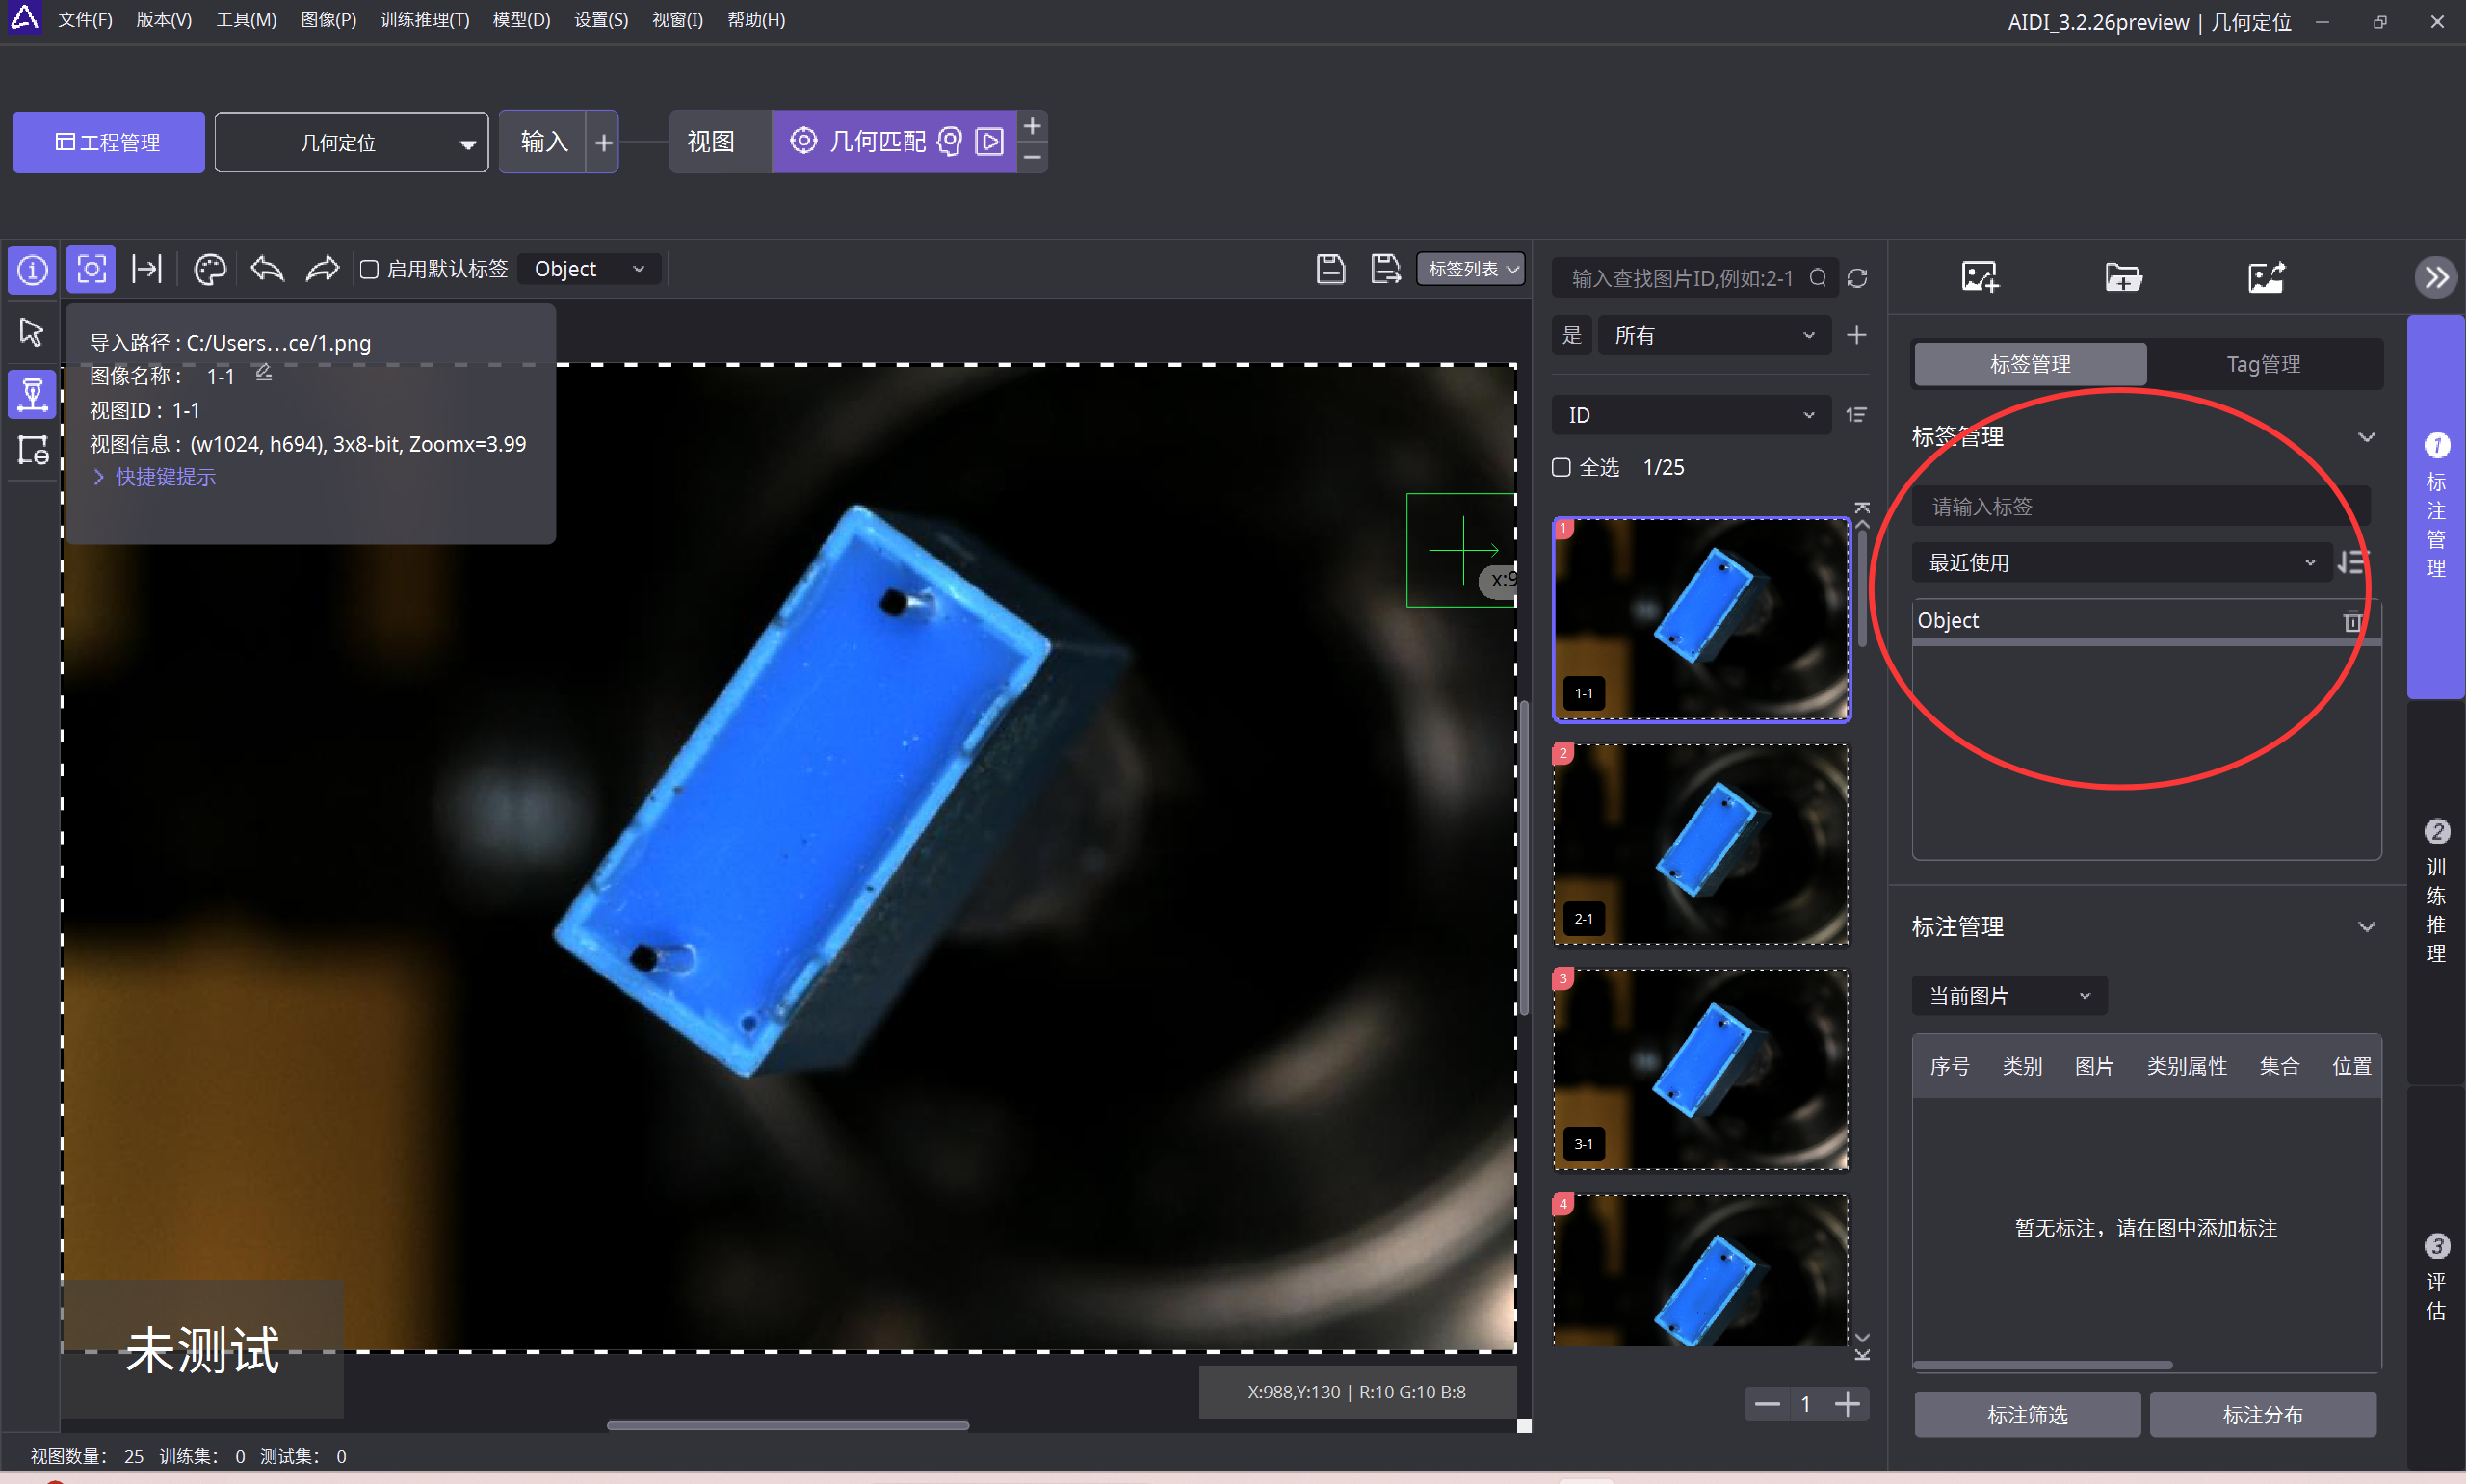 文件(F) 版本(V) 工具(M) 图像(P) 训练推理(T) 模型(D) 设置(S) 视窗(I) 帮助(H)
AIDI_3.2.26preview | 几何定位
工程管理
几何定位
输入
视图
几何匹配
启用默认标签
Object
标签列表
导入路径 : C:/Users…ce/1.png
图像名称 : 1-1
视图ID : 1-1
视图信息 : (w1024, h694), 3x8-bit, Zoomx=3.99
快捷键提示
x:9
未测试
X:988,Y:130 | R:10 G:10 B:8
视图数量: 25 训练集: 0 测试集: 0
输入查找图片ID,例如:2-1
是
所有
ID
全选 1/25
1
1-1
2
2-1
3
3-1
4
1
标签管理
Tag管理
标签管理
请输入标签
最近使用
Object
标注管理
当前图片
序号 类别 图片 类别属性 集合 位置
暂无标注，请在图中添加标注
标注筛选
标注分布
1
标注管理
2
训练推理
3
评估